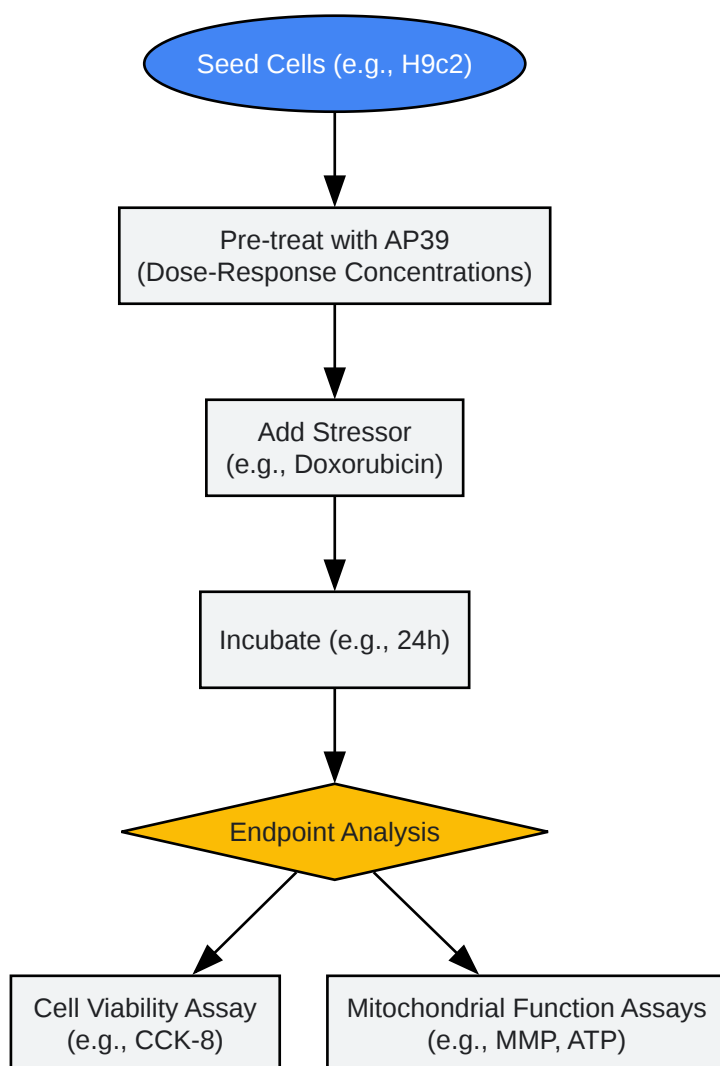 Seed Cells (e.g., H9c2)
Pre-treat with AP39
(Dose-Response Concentrations)
Add Stressor
(e.g., Doxorubicin)
Incubate (e.g., 24h)
Endpoint Analysis
Cell Viability Assay
(e.g., CCK-8)
Mitochondrial Function Assays
(e.g., MMP, ATP)